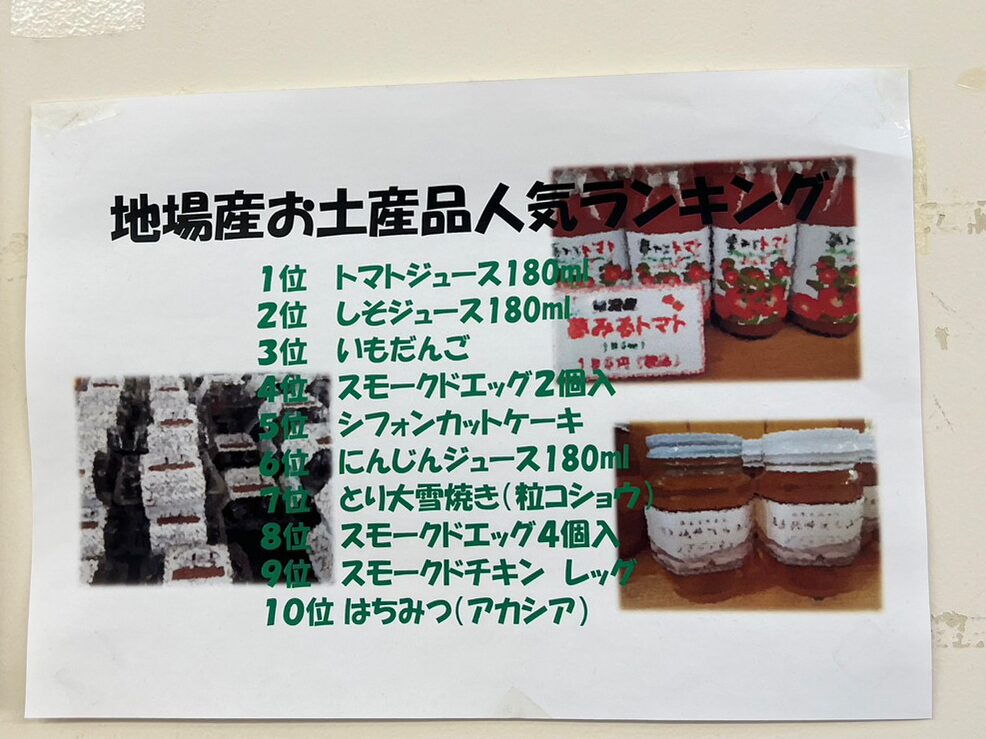 地場産お土産品人気ランキング
1位 トマトジュース180ml
2位 しそジュース180ml
3位 いもだんご
4位 スモークドエッグ2個入
5位 シフォンカットケーキ
6位 にんじんジュース180ml
7位 とり大雪焼き(粒コショウ)
8位 スモークドエッグ4個入
9位 スモークドチキン レッグ
10位 はちみつ(アカシア)
夢みるトマト